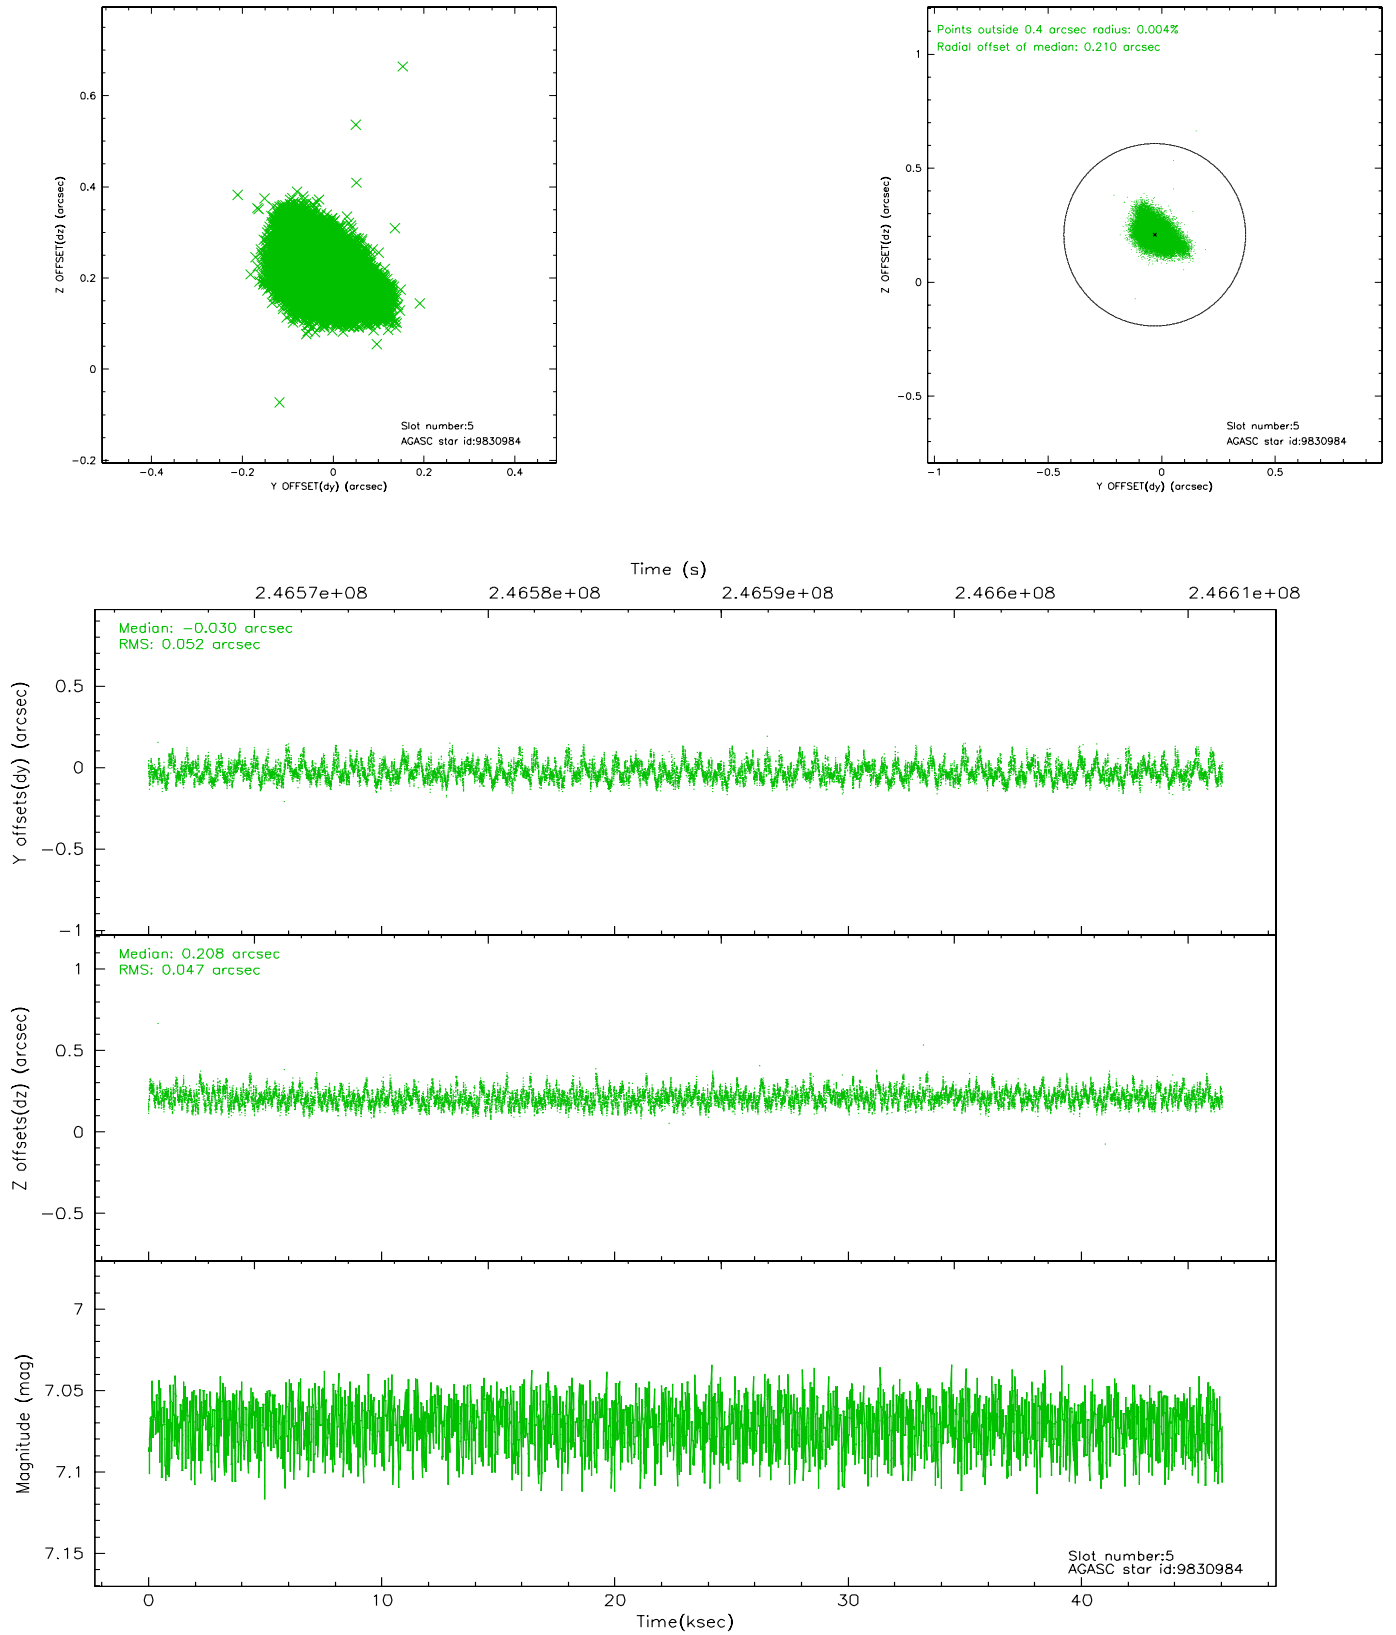 0.6
0.4
0.2
0
−0.2
−0.4
−0.2
0
0.2
0.4
Z OFFSET(dz) (arcsec)
Y OFFSET(dy) (arcsec)
Slot number:5
AGASC star id:9830984
Points outside 0.4 arcsec radius: 0.004%
Radial offset of median: 0.210 arcsec
1
0.5
0
−0.5
−1
−0.5
0
0.5
Z OFFSET(dz) (arcsec)
Y OFFSET(dy) (arcsec)
Slot number:5
AGASC star id:9830984
Time (s)
2.4657e+08
2.4658e+08
2.4659e+08
2.466e+08
2.4661e+08
Median: −0.030 arcsec
RMS: 0.052 arcsec
0.5
0
−0.5
−1
Y offsets(dy) (arcsec)
Median: 0.208 arcsec
RMS: 0.047 arcsec
1
0.5
0
−0.5
Z offsets(dz) (arcsec)
7
7.05
7.1
7.15
Magnitude (mag)
Slot number:5
AGASC star id:9830984
0
10
20
30
40
Time(ksec)